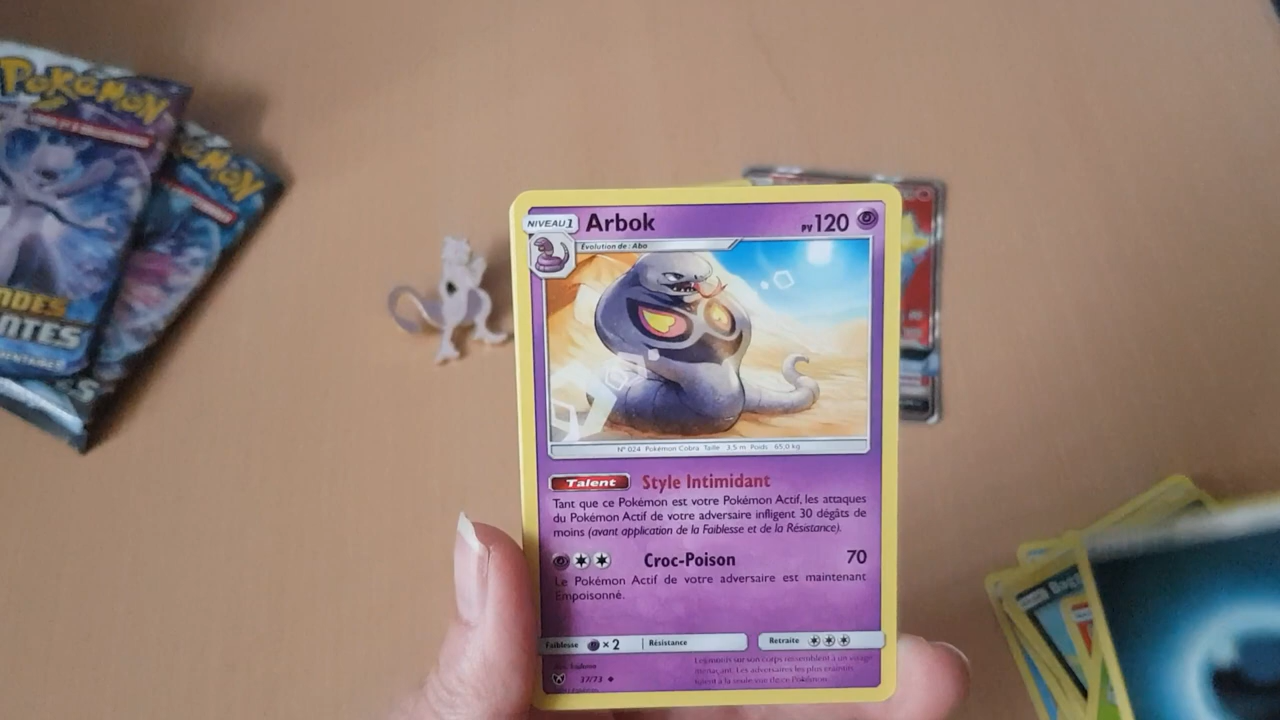 POKÉMON
POKÉMON
NDES
NTES
NIVEAU 1
Arbok
PV 120
Évolution de : Abo
N° 024 Pokémon Cobra Taille : 3,5 m Poids : 65,0 kg
Talent Style Intimidant
Tant que ce Pokémon est votre Pokémon Actif, les attaques
du Pokémon Actif de votre adversaire infligent 30 dégâts de
moins (avant application de la Faiblesse et de la Résistance).
Croc-Poison 70
Le Pokémon Actif de votre adversaire est maintenant
Empoisonné.
Faiblesse ×2 Résistance Retraite
37/73
Les motifs sur son corps ressemblent à un visage
menaçant. Les adversaires les plus craintifs
fuient à la seule vue